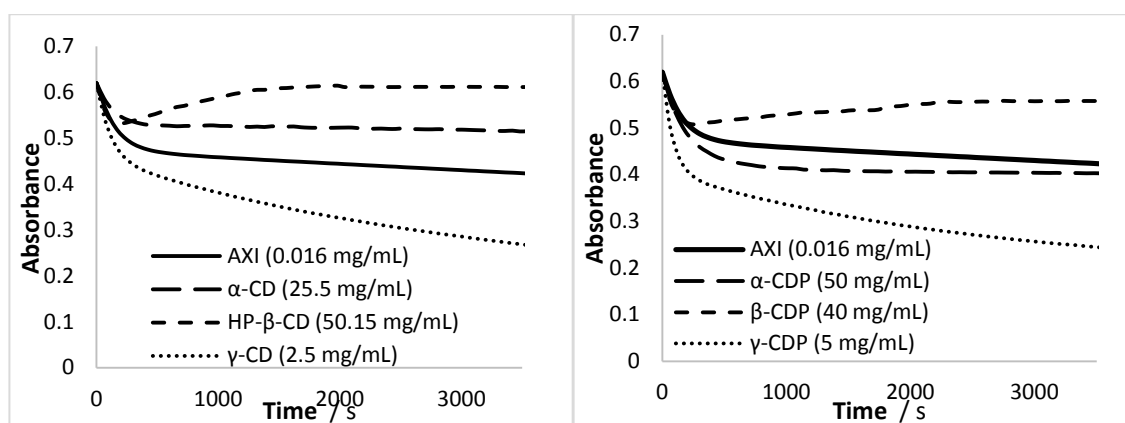 0.7
0.6
0.5
0.4
0.3
0.2
0.1
0
Absorbance
AXI (0.016 mg/mL)
α-CD (25.5 mg/mL)
HP-β-CD (50.15 mg/mL)
γ-CD (2.5 mg/mL)
0 1000 2000 3000
Time / s
0.7
0.6
0.5
0.4
0.3
0.2
0.1
0
Absorbance
AXI (0.016 mg/mL)
α-CDP (50 mg/mL)
β-CDP (40 mg/mL)
γ-CDP (5 mg/mL)
0 1000 2000 3000
Time / s